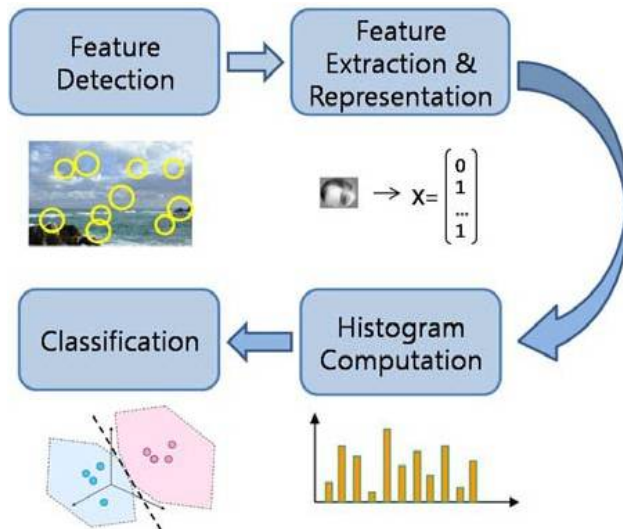 Feature
Detection
Feature
Extraction &
Representation
X=
0
1
...
1
Histogram
Computation
Classification